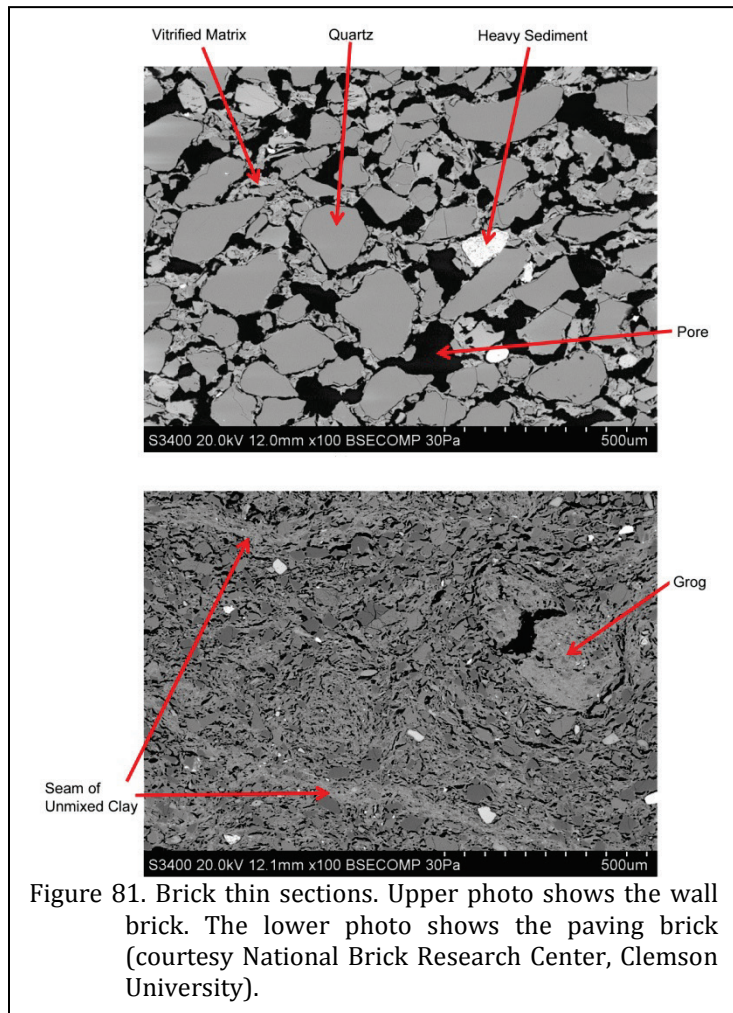 Vitrified Matrix
Quartz
Heavy Sediment
Pore
S3400 20.0kV 12.0mm x100 BSECOMP 30Pa
500um
Grog
Seam of
Unmixed Clay
S3400 20.0kV 12.1mm x100 BSECOMP 30Pa
500um
Figure 81. Brick thin sections. Upper photo shows the wall
brick. The lower photo shows the paving brick
(courtesy National Brick Research Center, Clemson
University).